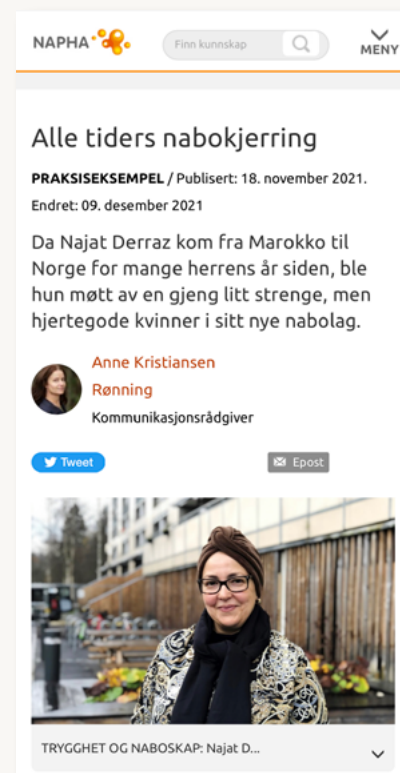 NAPHA
Finn kunnskap
MENY
Alle tiders nabokjerring
PRAKSISEKSEMPEL / Publisert: 18. november 2021.
Endret: 09. desember 2021
Da Najat Derraz kom fra Marokko til
Norge for mange herrens år siden, ble
hun møtt av en gjeng litt strenge, men
hjertegode kvinner i sitt nye nabolag.
Anne Kristiansen
Rønning
Kommunikasjonsrådgiver
Tweet
Epost
TRYGGHET OG NABOSKAP: Najat D...